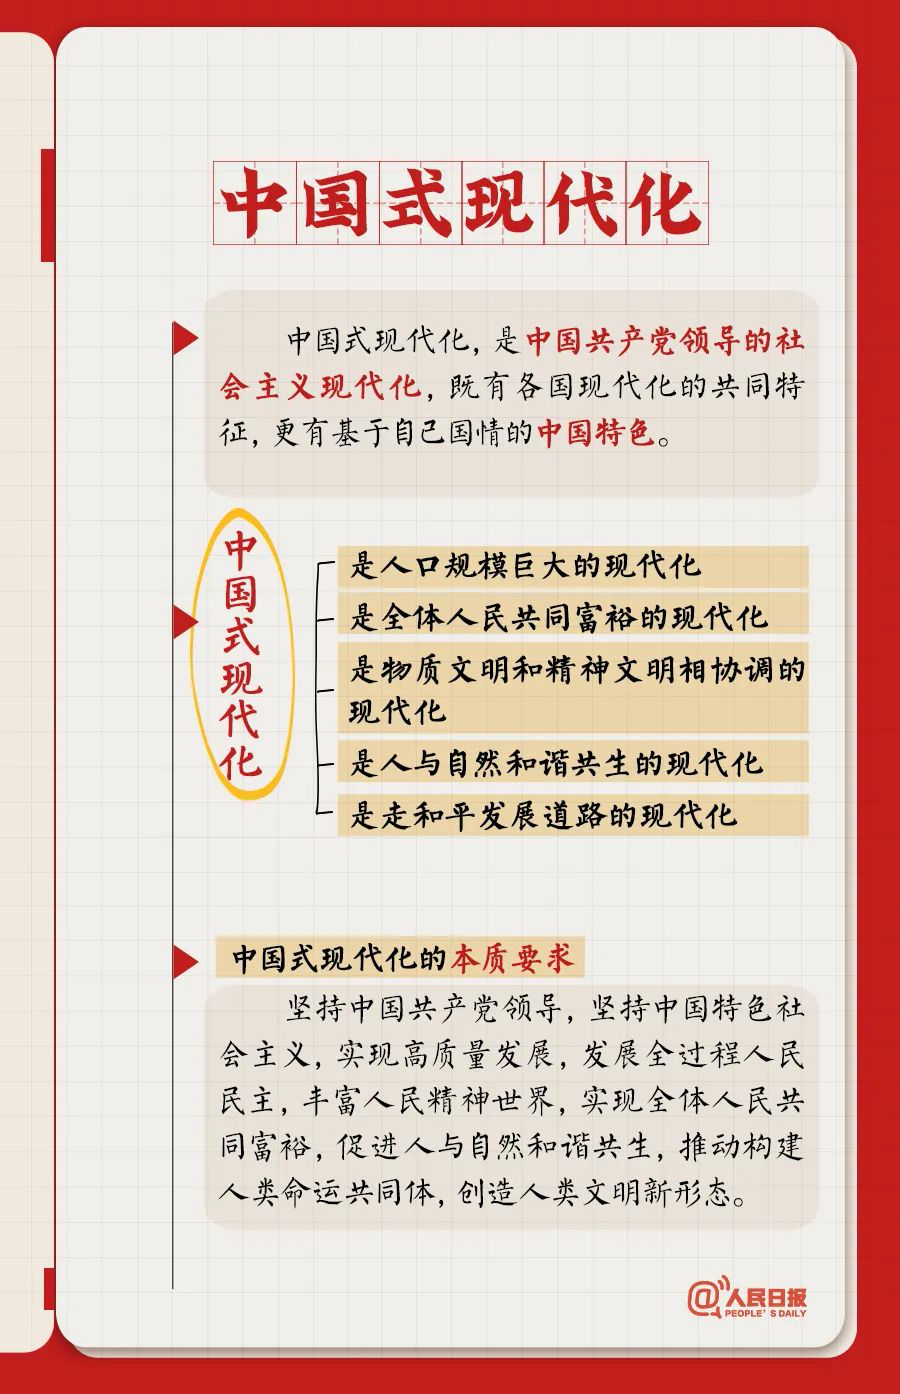 中国式现代化
中国式现代化，是中国共产党领导的社
会主义现代化，既有各国现代化的共同特
征，更有基于自己国情的中国特色。
中国式现代化
是人口规模巨大的现代化
是全体人民共同富裕的现代化
是物质文明和精神文明相协调的
现代化
是人与自然和谐共生的现代化
是走和平发展道路的现代化
中国式现代化的本质要求
坚持中国共产党领导，坚持中国特色社
会主义，实现高质量发展，发展全过程人民
民主，丰富人民精神世界，实现全体人民共
同富裕，促进人与自然和谐共生，推动构建
人类命运共同体，创造人类文明新形态。
@人民日报
PEOPLE'S DAILY